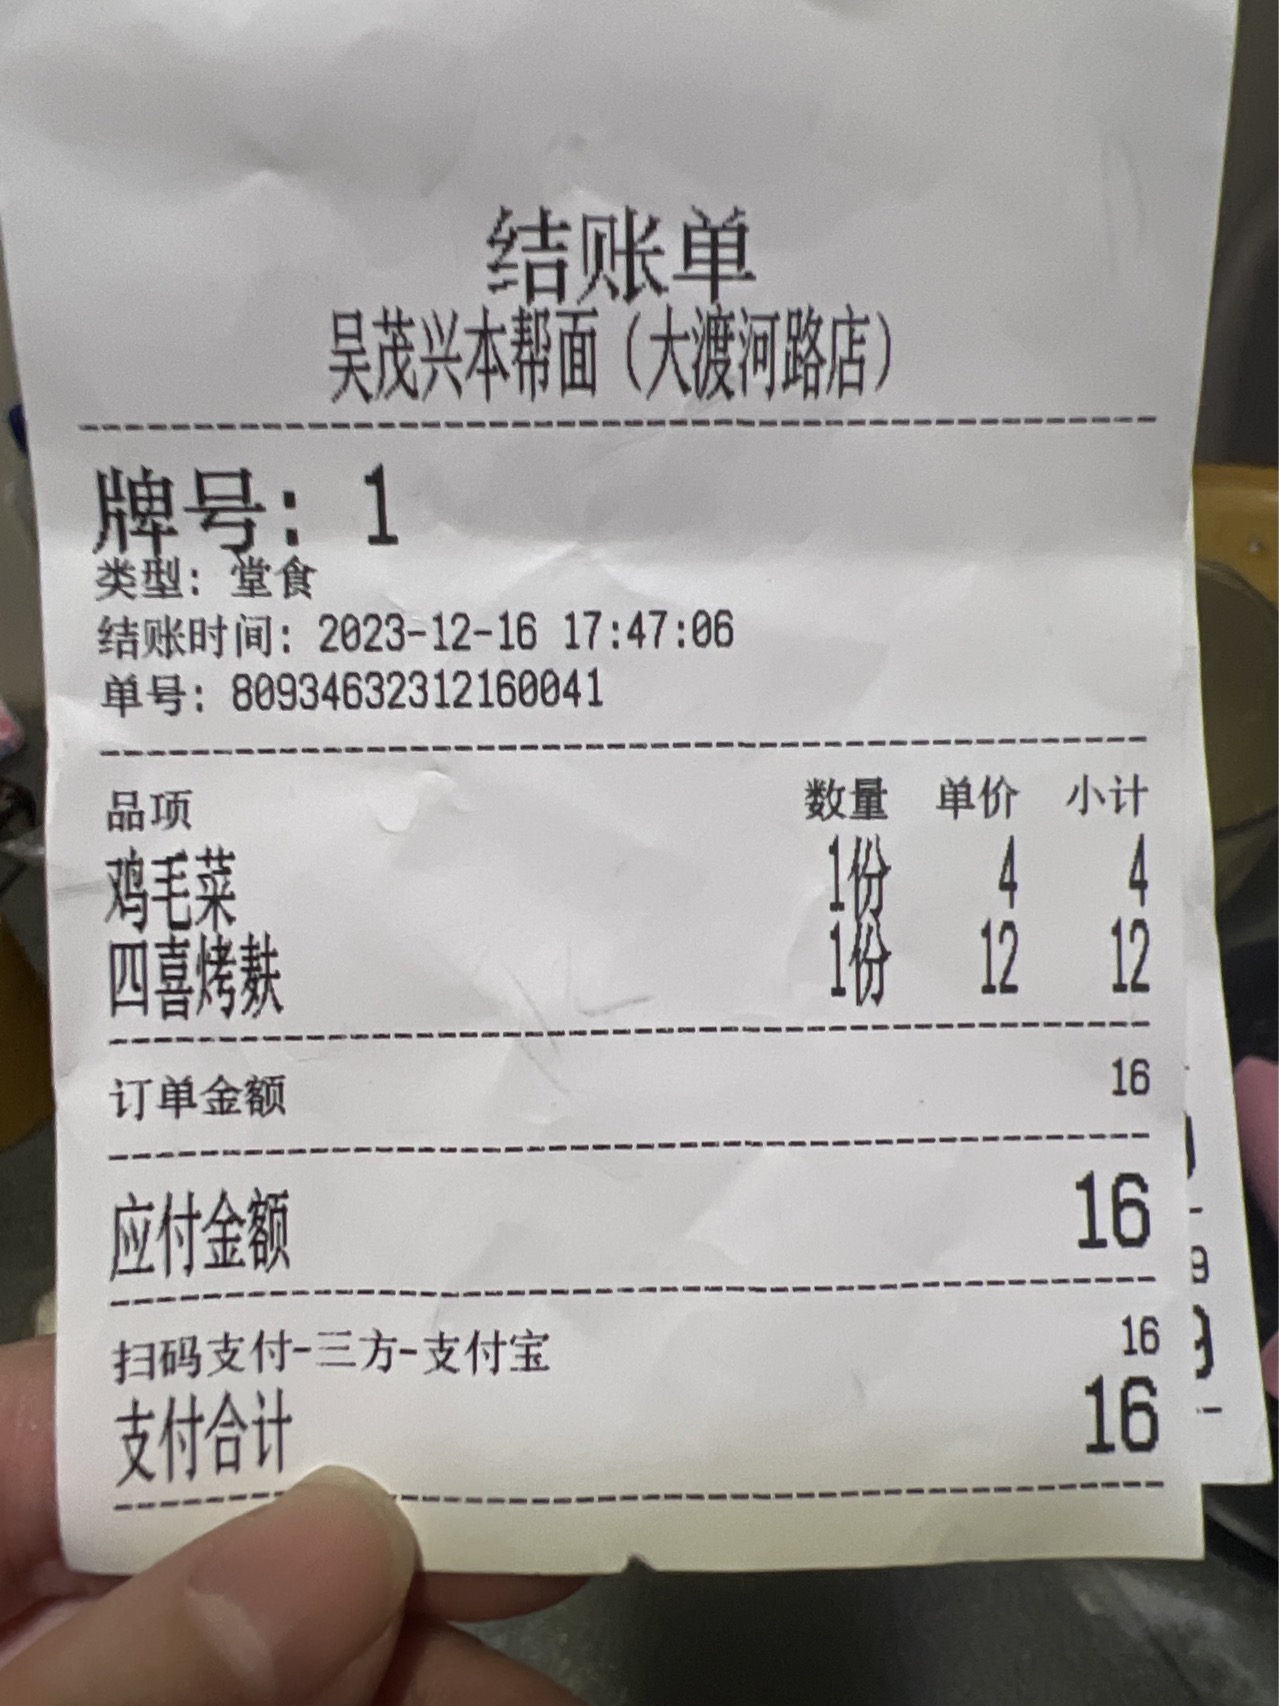 结账单
吴茂兴本帮面（大渡河路店）
牌号：1
类型：堂食
结账时间：2023-12-16 17:47:06
单号：80934632312160041
品项 数量 单价 小计
鸡毛菜 1份 4 4
四喜烤麸 1份 12 12
订单金额 16
应付金额 16
扫码支付-三方-支付宝 16
支付合计 16
9